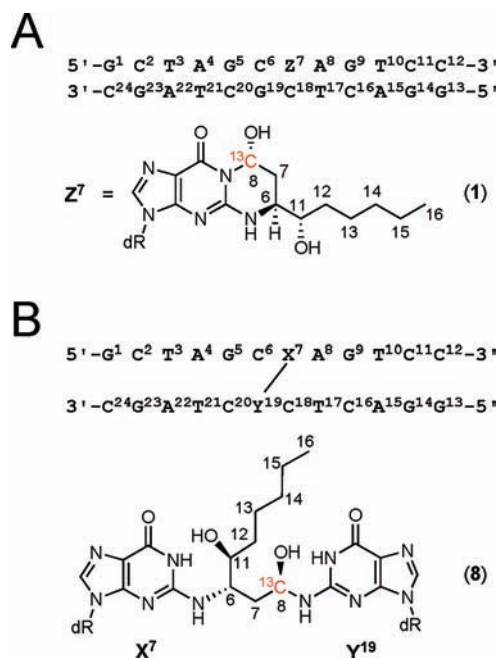 A
5'-G¹ C² T³ A⁴ G⁵ C⁶ Z⁷ A⁸ G⁹ T¹⁰C¹¹C¹²-3'
3'-C²⁴G²³A²²T²¹C²⁰G¹⁹C¹⁸T¹⁷C¹⁶A¹⁵G¹⁴G¹³-5'
O OH
¹³C 7
N N 8
Z⁷ = 6 12 14 (1)
N N N H 11 16
H 13 15
dR OH
B
5'-G¹ C² T³ A⁴ G⁵ C⁶ X⁷ A⁸ G⁹ T¹⁰C¹¹C¹²-3'
3'-C²⁴G²³A²²T²¹C²⁰Y¹⁹C¹⁸T¹⁷C¹⁶A¹⁵G¹⁴G¹³-5'
16
15
14
13
O HO 12 OH O
N NH 11 ¹³C HN N (8)
N N N H 6 7 8 N H N N
dR dR
X⁷ Y¹⁹